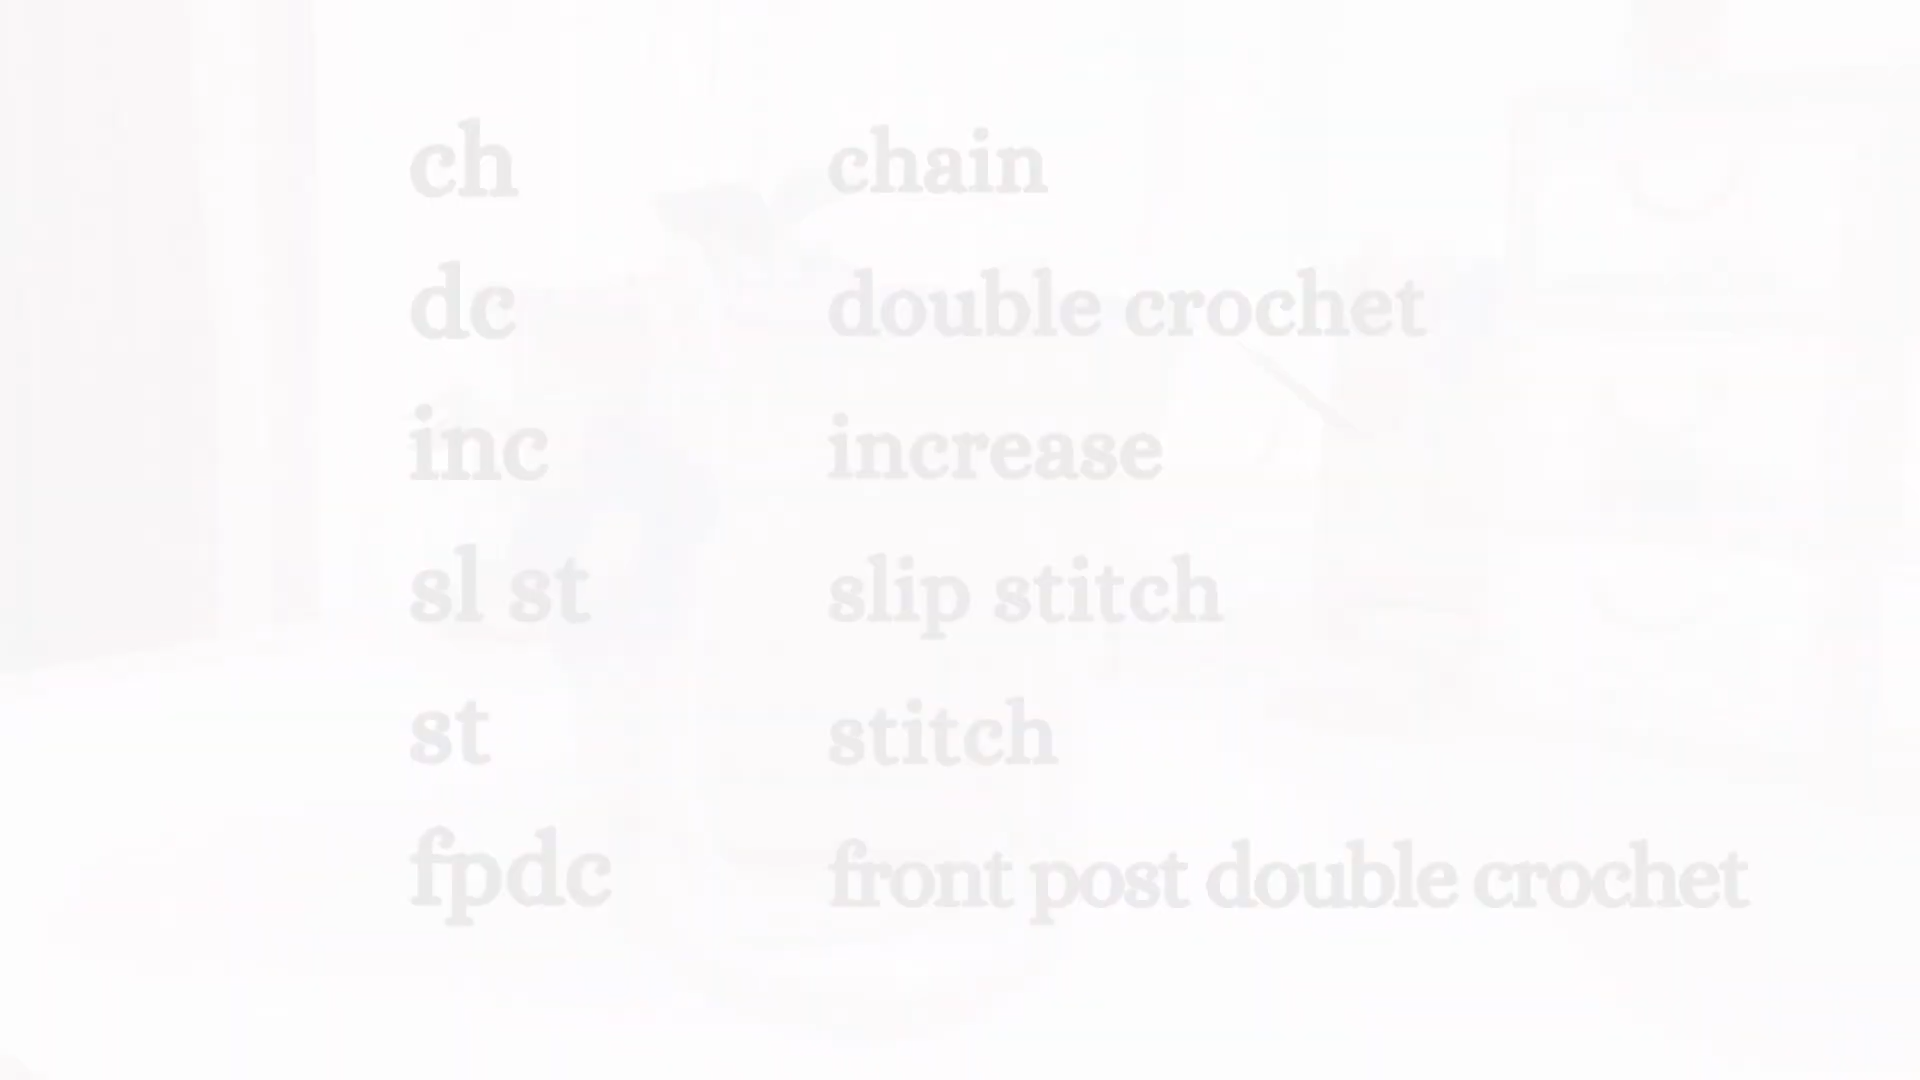 ch chain
dc double crochet
inc increase
sl st slip stitch
st stitch
fpdc front post double crochet